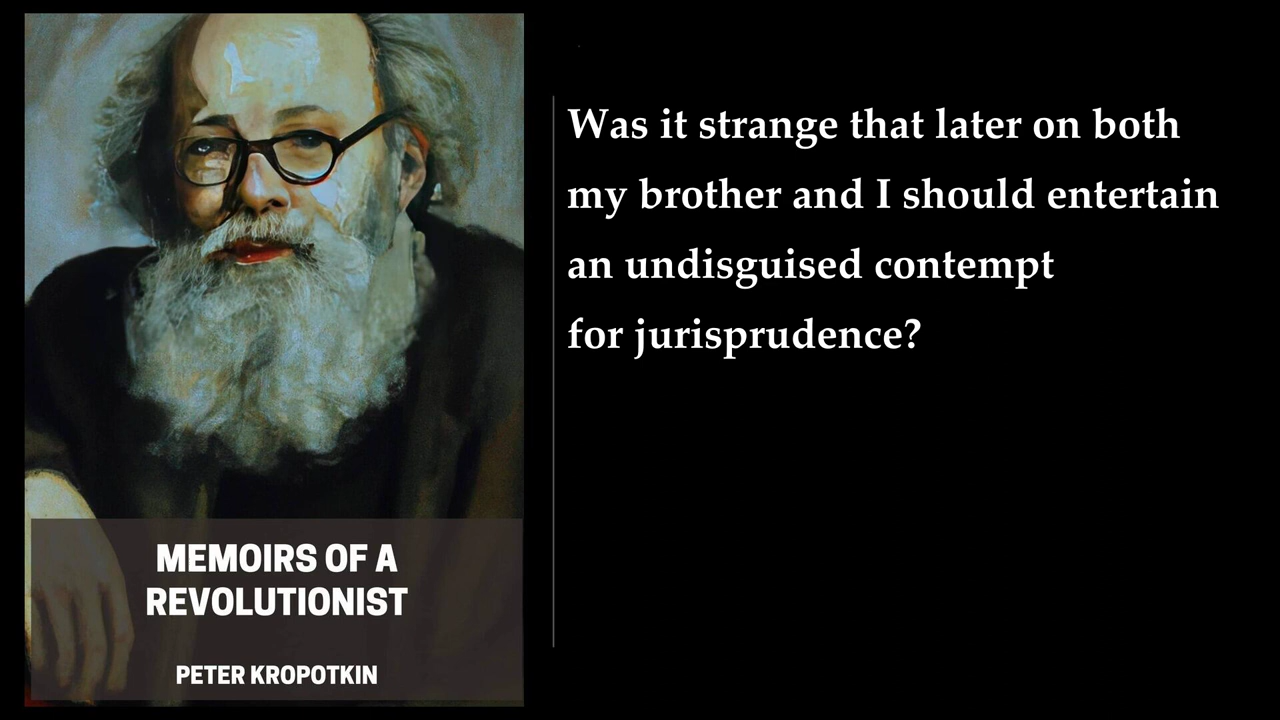 MEMOIRS OF A
REVOLUTIONIST
PETER KROPOTKIN
Was it strange that later on both
my brother and I should entertain
an undisguised contempt
for jurisprudence?